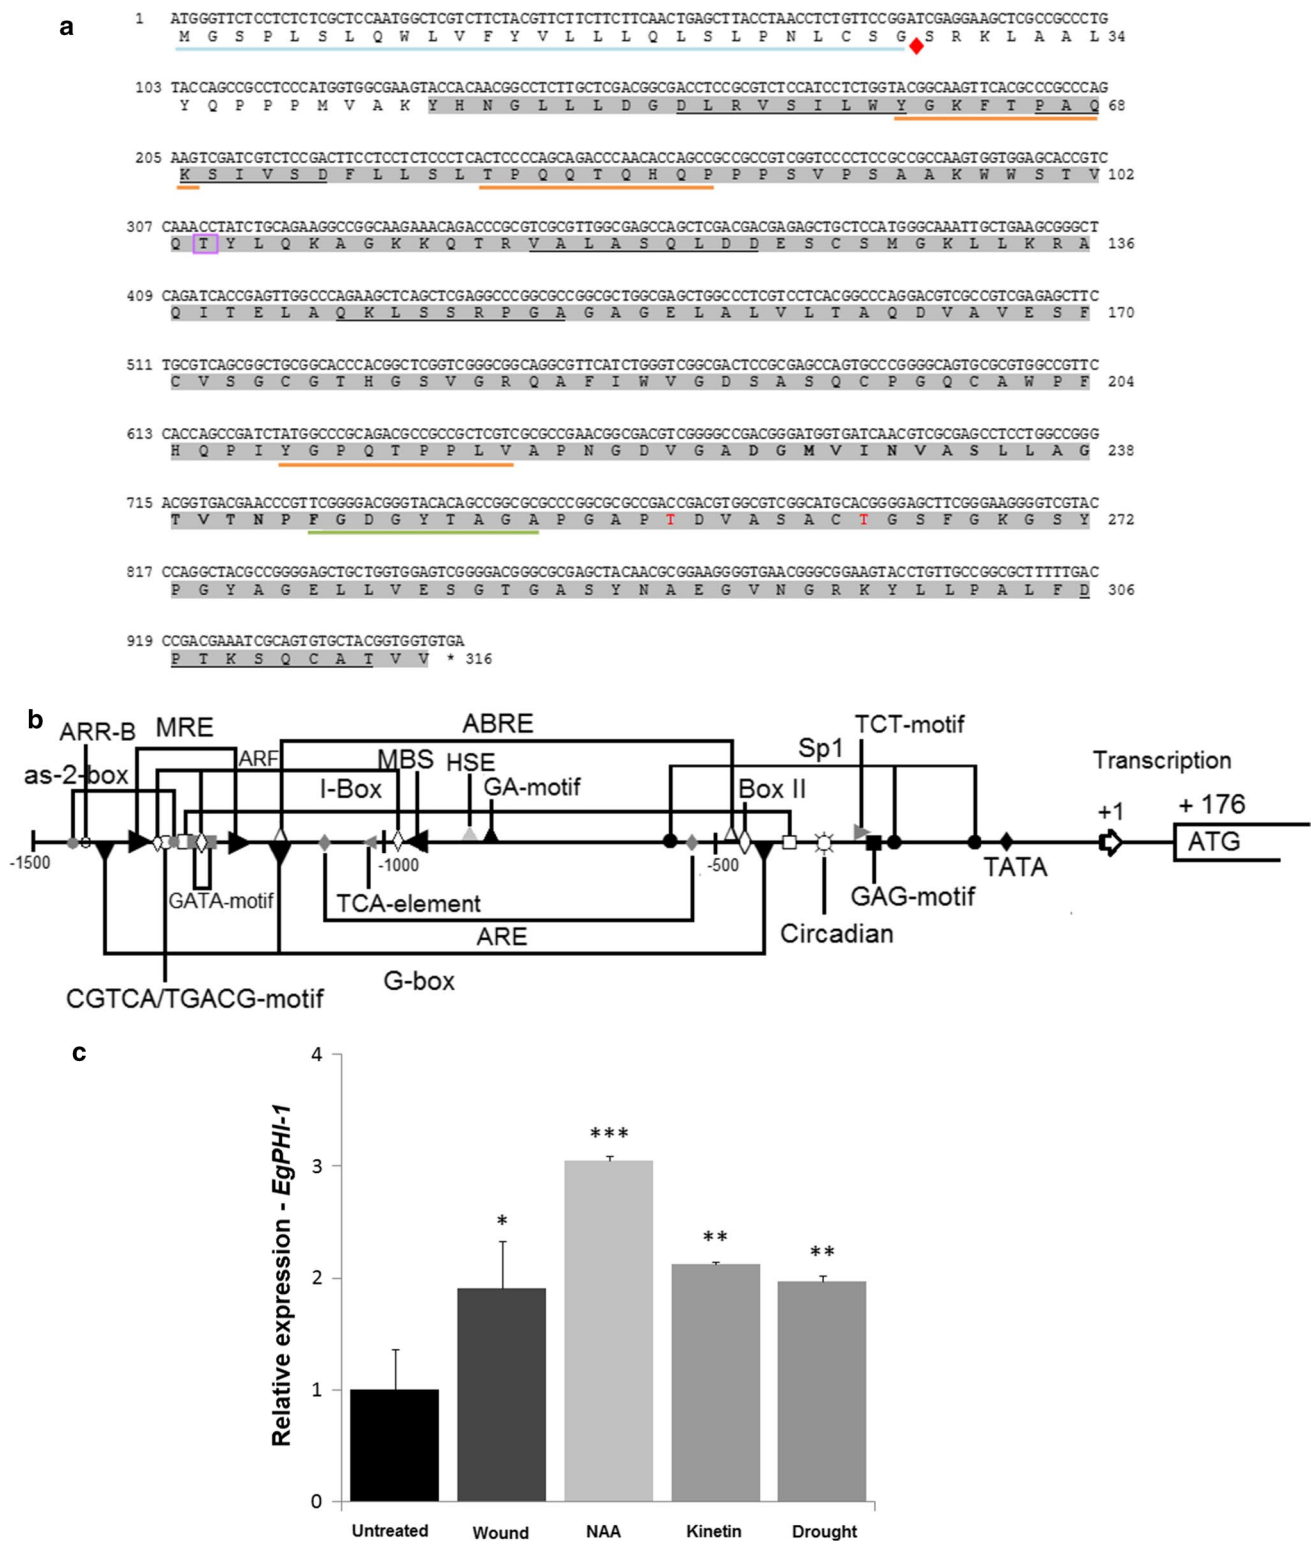 a
1 ATGGGTTCTCCTCTCTCGCTCCAATGGCTCGTCTTCTACGTTCTTCTTCTTCAACTGAGCTTACCTAACCTCTGTTCCGGATCGAGGAAGCTCGCCGCCCTG
M G S P L S L Q W L V F Y V L L L Q L S L P N L C S G S R K L A A L 34
103 TACCAGCCGCCTCCCATGGTGGCGAAGTACCACAACGGCCTCTTGCTCGACGGCGACCTCCGCGTCTCCATCCTCTGGTACGGCAAGTTCACGCCCGCCCAG
Y Q P P P M V A K Y H N G L L L D G D L R V S I L W Y G K F T P A Q 68
205 AAGTCGATCGTCTCCGACTTCCTCCTCTCCCTCACTCCCCAGCAGACCCAACACCAGCCGCCGCCGTCGGTCCCCTCCGCCGCCAAGTGGTGGAGCACCGTC
K S I V S D F L L S L T P Q Q T Q H Q P P P S V P S A A K W W S T V 102
307 CAAACCTATCTGCAGAAGGCCGGCAAGAAACAGACCCGCGTCGCGTTGGCGAGCCAGCTCGACGACGAGAGCTGCTCCATGGGCAAATTGCTGAAGCGGGCT
Q T Y L Q K A G K K Q T R V A L A S Q L D D E S C S M G K L L K R A 136
409 CAGATCACCGAGTTGGCCCAGAAGCTCAGCTCGAGGCCCGGCGCCGGCGCTGGCGAGCTGGCCCTCGTCCTCACGGCCCAGGACGTCGCCGTCGAGAGCTTC
Q I T E L A Q K L S S R P G A G A G E L A L V L T A Q D V A V E S F 170
511 TGCGTCAGCGGCTGCGGCACCCACGGCTCGGTCGGGCGGCAGGCGTTCATCTGGGTCGGCGACTCCGCGAGCCAGTGCCCGGGGCAGTGCGCGTGGCCGTTC
C V S G C G T H G S V G R Q A F I W V G D S A S Q C P G Q C A W P F 204
613 CACCAGCCGATCTATGGCCCGCAGACGCCGCCGCTCGTCGCGCCGAACGGCGACGTCGGGGCCGACGGGATGGTGATCAACGTCGCGAGCCTCCTGGCCGGG
H Q P I Y G P Q T P P L V A P N G D V G A D G M V I N V A S L L A G 238
715 ACGGTGACGAACCCGTTCGGGGACGGGTACACAGCCGGCGCGCCCGGCGCGCCGACCGACGTGGCGTCGGCATGCACGGGGAGCTTCGGGAAGGGGTCGTAC
T V T N P F G D G Y T A G A P G A P T D V A S A C T G S F G K G S Y 272
817 CCAGGCTACGCCGGGGAGCTGCTGGTGGAGTCGGGGACGGGCGCGAGCTACAACGCGGAAGGGGTGAACGGGCGGAAGTACCTGTTGCCGGCGCTTTTTGAC
P G Y A G E L L V E S G T G A S Y N A E G V N G R K Y L L P A L F D 306
919 CCGACGAAATCGCAGTGTGCTACGGTGGTGTGA
P T K S Q C A T V V * 316
b
ARR-B MRE ABRE TCT-motif
as-2-box ARF MBS HSE Sp1 Transcription
I-Box GA-motif Box II
+1 + 176
ATG
-1500 -1000 -500
TATA
GATA-motif TCA-element GAG-motif
ARE Circadian
G-box
CGTCA/TGACG-motif
c
Relative expression - EgPHI-1
4
3
2
1
0
*
***
**
**
Untreated Wound NAA Kinetin Drought